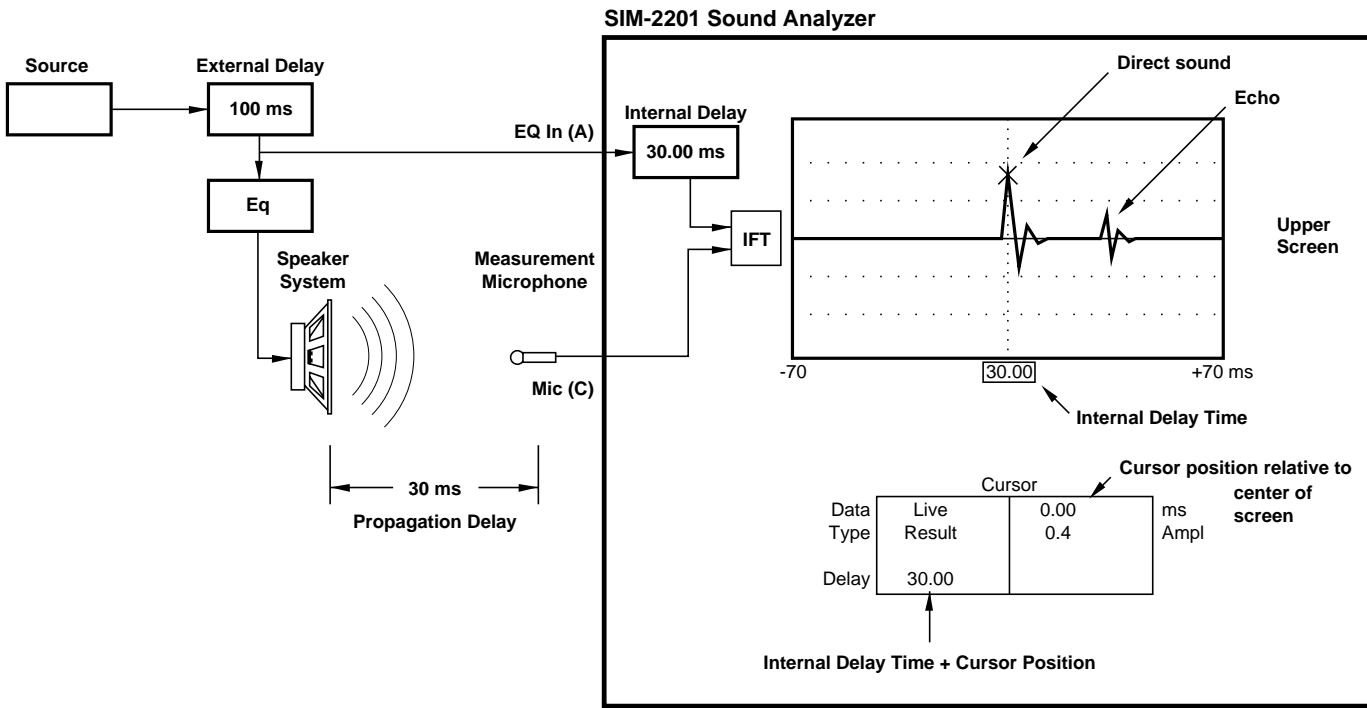 SIM-2201 Sound Analyzer
Source
External Delay
100 ms
Eq
Speaker
System
Measurement
Microphone
EQ In (A)
Mic (C)
30 ms
Propagation Delay
Internal Delay
30.00 ms
IFT
Direct sound
Echo
Upper
Screen
-70
30.00
+70 ms
Internal Delay Time
Cursor position relative to
center of
screen
Cursor
Data Live 0.00 ms
Type Result 0.4 Ampl
Delay 30.00
Internal Delay Time + Cursor Position